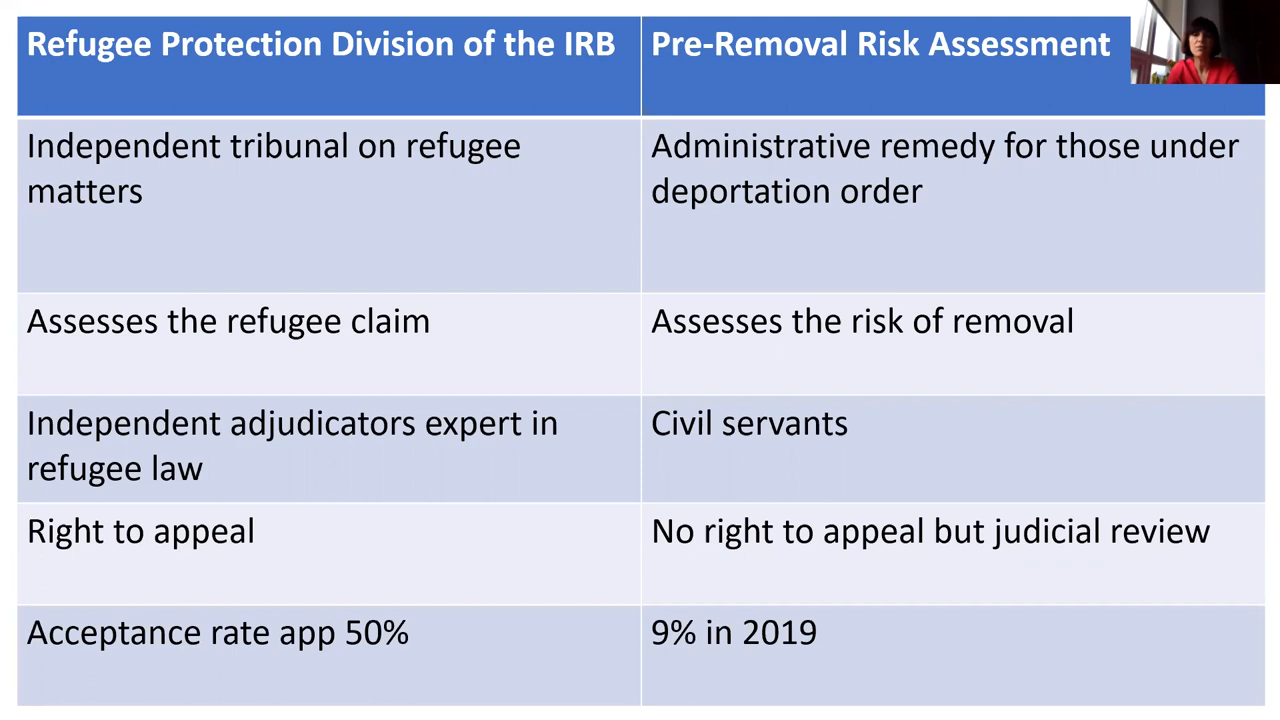 Refugee Protection Division of the IRB
Pre-Removal Risk Assessment
Independent tribunal on refugee
matters
Administrative remedy for those under
deportation order
Assesses the refugee claim
Assesses the risk of removal
Independent adjudicators expert in
refugee law
Civil servants
Right to appeal
No right to appeal but judicial review
Acceptance rate app 50%
9% in 2019